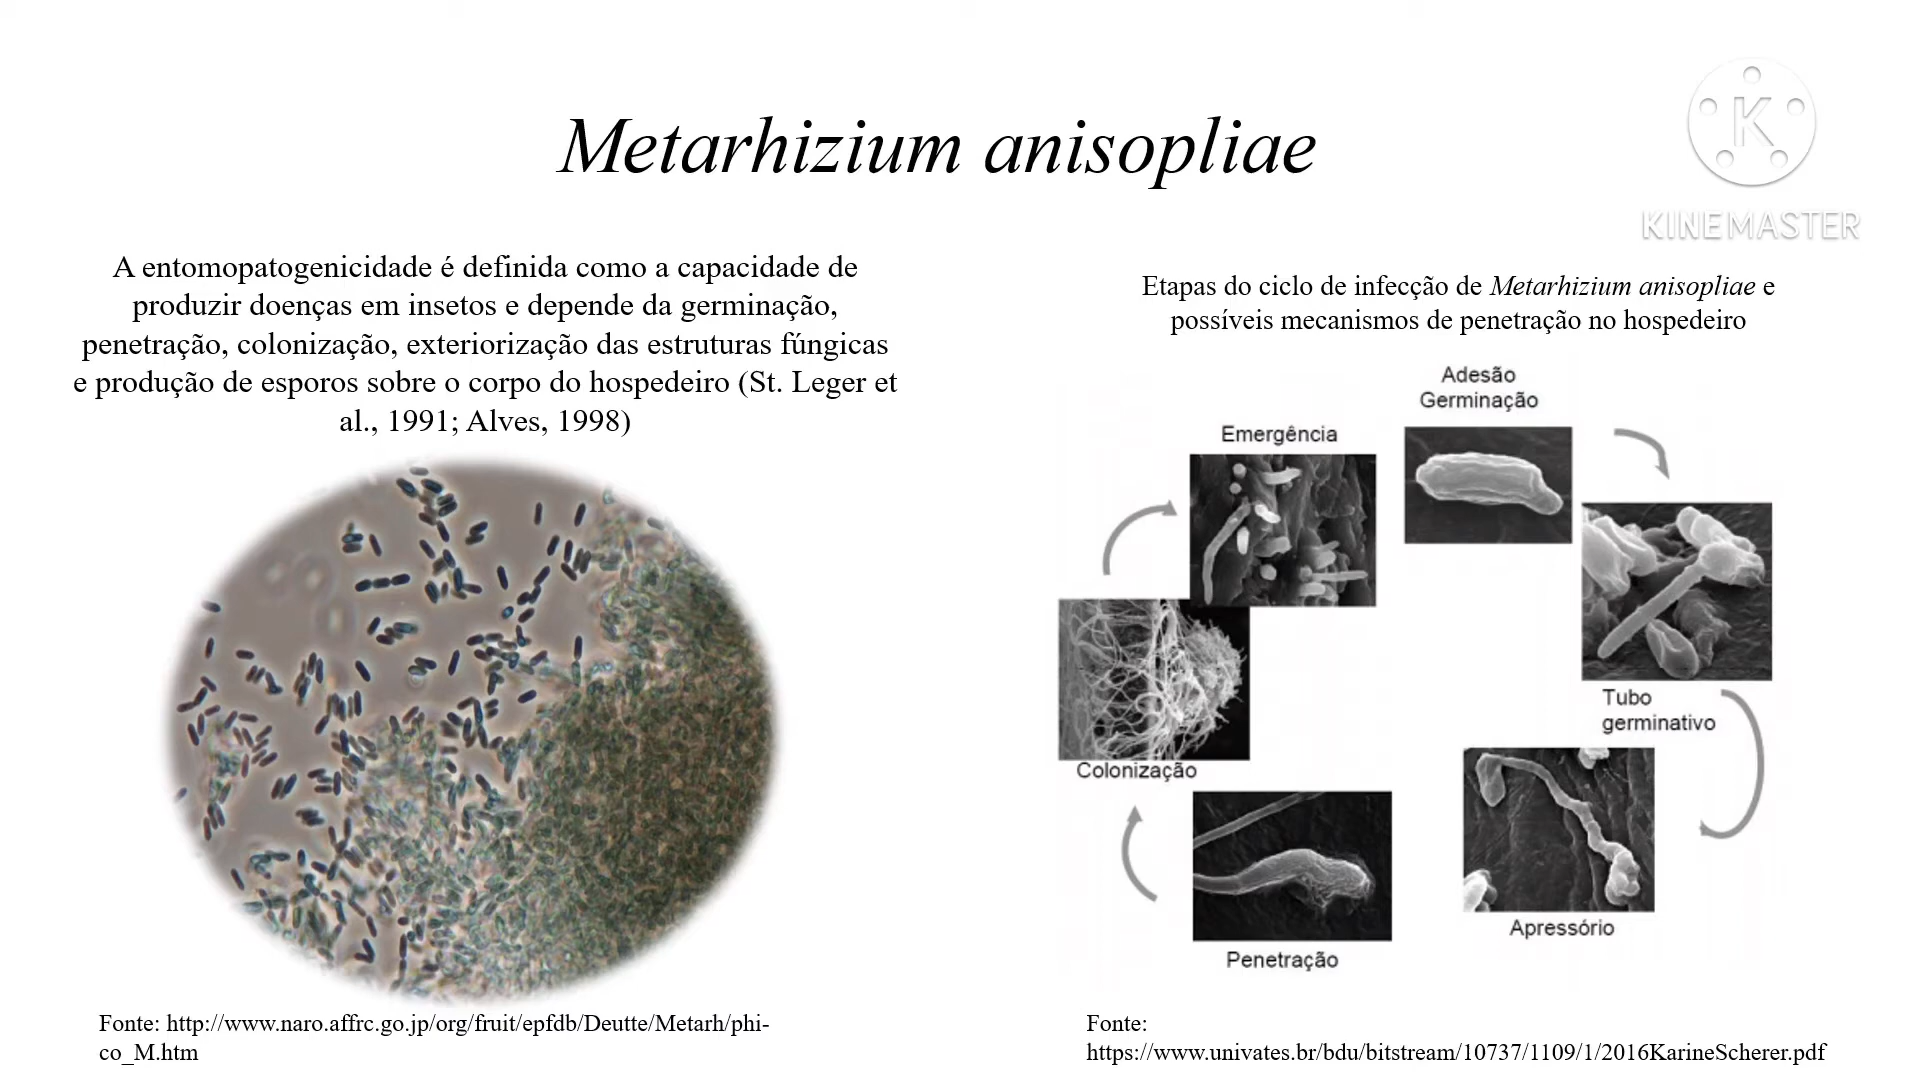 Metarhizium anisopliae
KINEMASTER
A entomopatogenicidade é definida como a capacidade de
produzir doenças em insetos e depende da germinação,
penetração, colonização, exteriorização das estruturas fúngicas
e produção de esporos sobre o corpo do hospedeiro (St. Leger et
al., 1991; Alves, 1998)
Fonte: http://www.naro.affrc.go.jp/org/fruit/epfdb/Deutte/Metarh/phi-
co_M.htm
Etapas do ciclo de infecção de Metarhizium anisopliae e
possíveis mecanismos de penetração no hospedeiro
Adesão
Germinação
Emergência
Tubo
germinativo
Colonização
Apressório
Penetração
Fonte:
https://www.univates.br/bdu/bitstream/10737/1109/1/2016KarineScherer.pdf